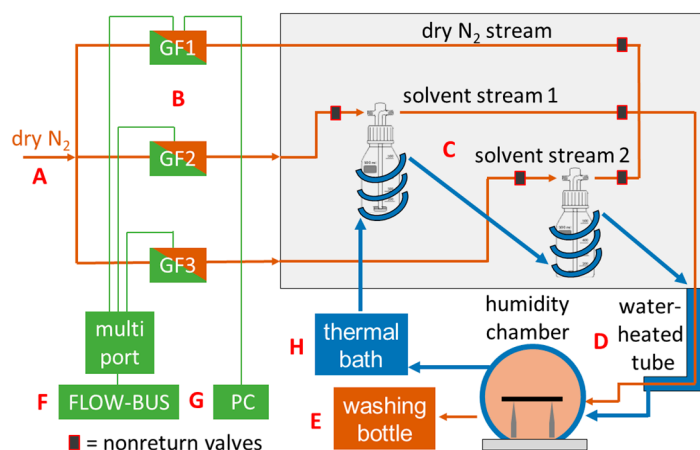 GF1
dry N2 stream
B
solvent stream 1
dry N2
A
GF2
C
solvent stream 2
GF3
multi
port
H
thermal
bath
humidity
chamber
D
water-
heated
tube
F
FLOW-BUS
G
PC
E
washing
bottle
= nonreturn valves